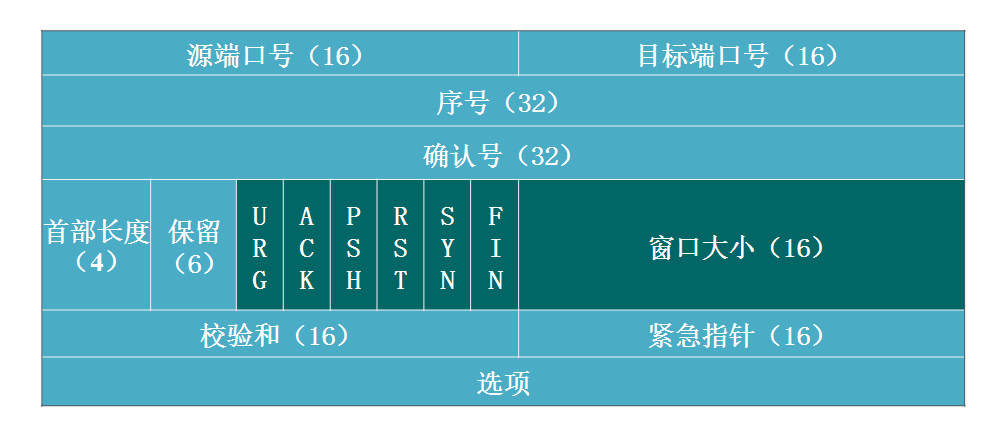 源端口号（16） 目标端口号（16）
序号（32）
确认号（32）
首部长度（4） 保留（6） URG ACK PSH RST SYN FIN 窗口大小（16）
校验和（16） 紧急指针（16）
选项